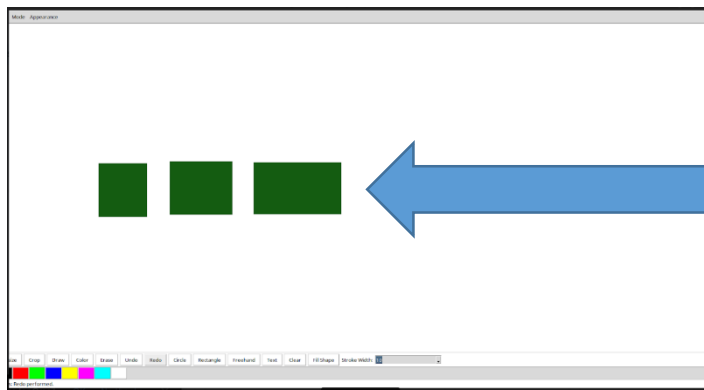 Mode Appearance
Crop Draw Color Erase Undo Redo Circle Rectangle Freehand Text Clear Fill Shape Stroke Width
Redo performed.